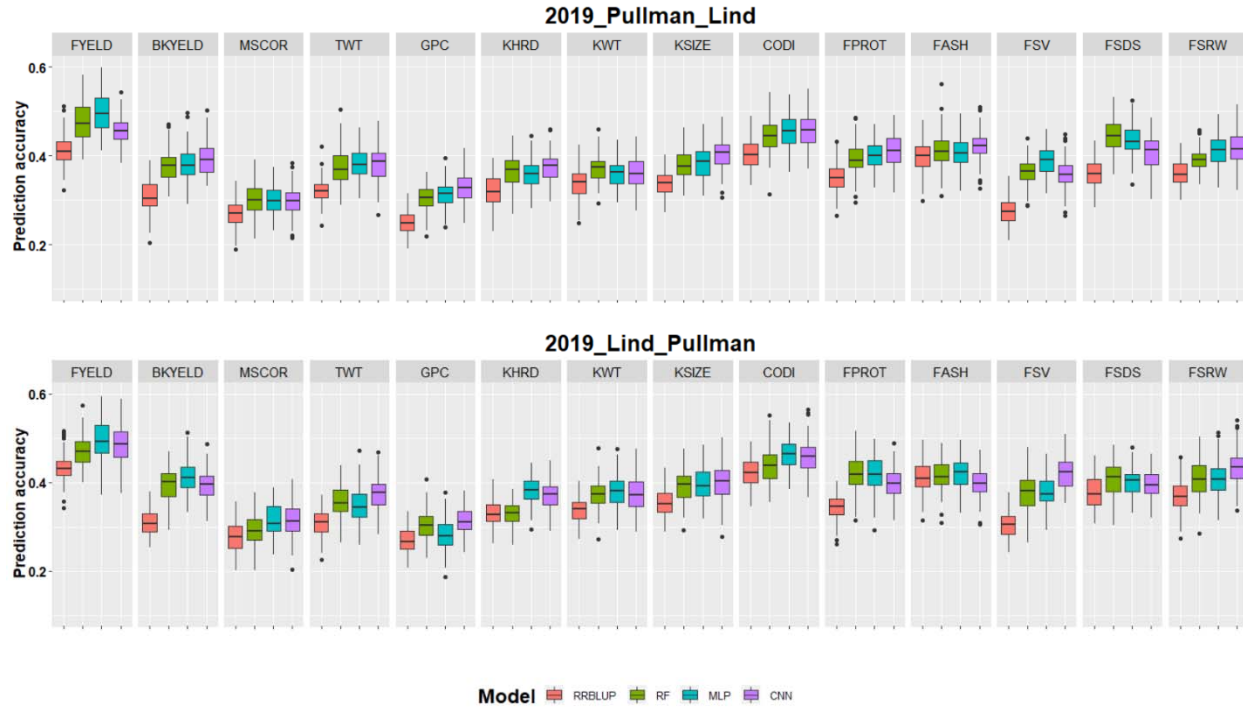 2019_Pullman_Lind
FYELD BKYELD MSCOR TWT GPC KHRD KWT KSIZE CODI FPROT FASH FSV FSDS FSRW
Prediction accuracy
0.6
0.4
0.2
2019_Lind_Pullman
FYELD BKYELD MSCOR TWT GPC KHRD KWT KSIZE CODI FPROT FASH FSV FSDS FSRW
Prediction accuracy
0.6
0.4
0.2
Model RRBLUP RF MLP CNN